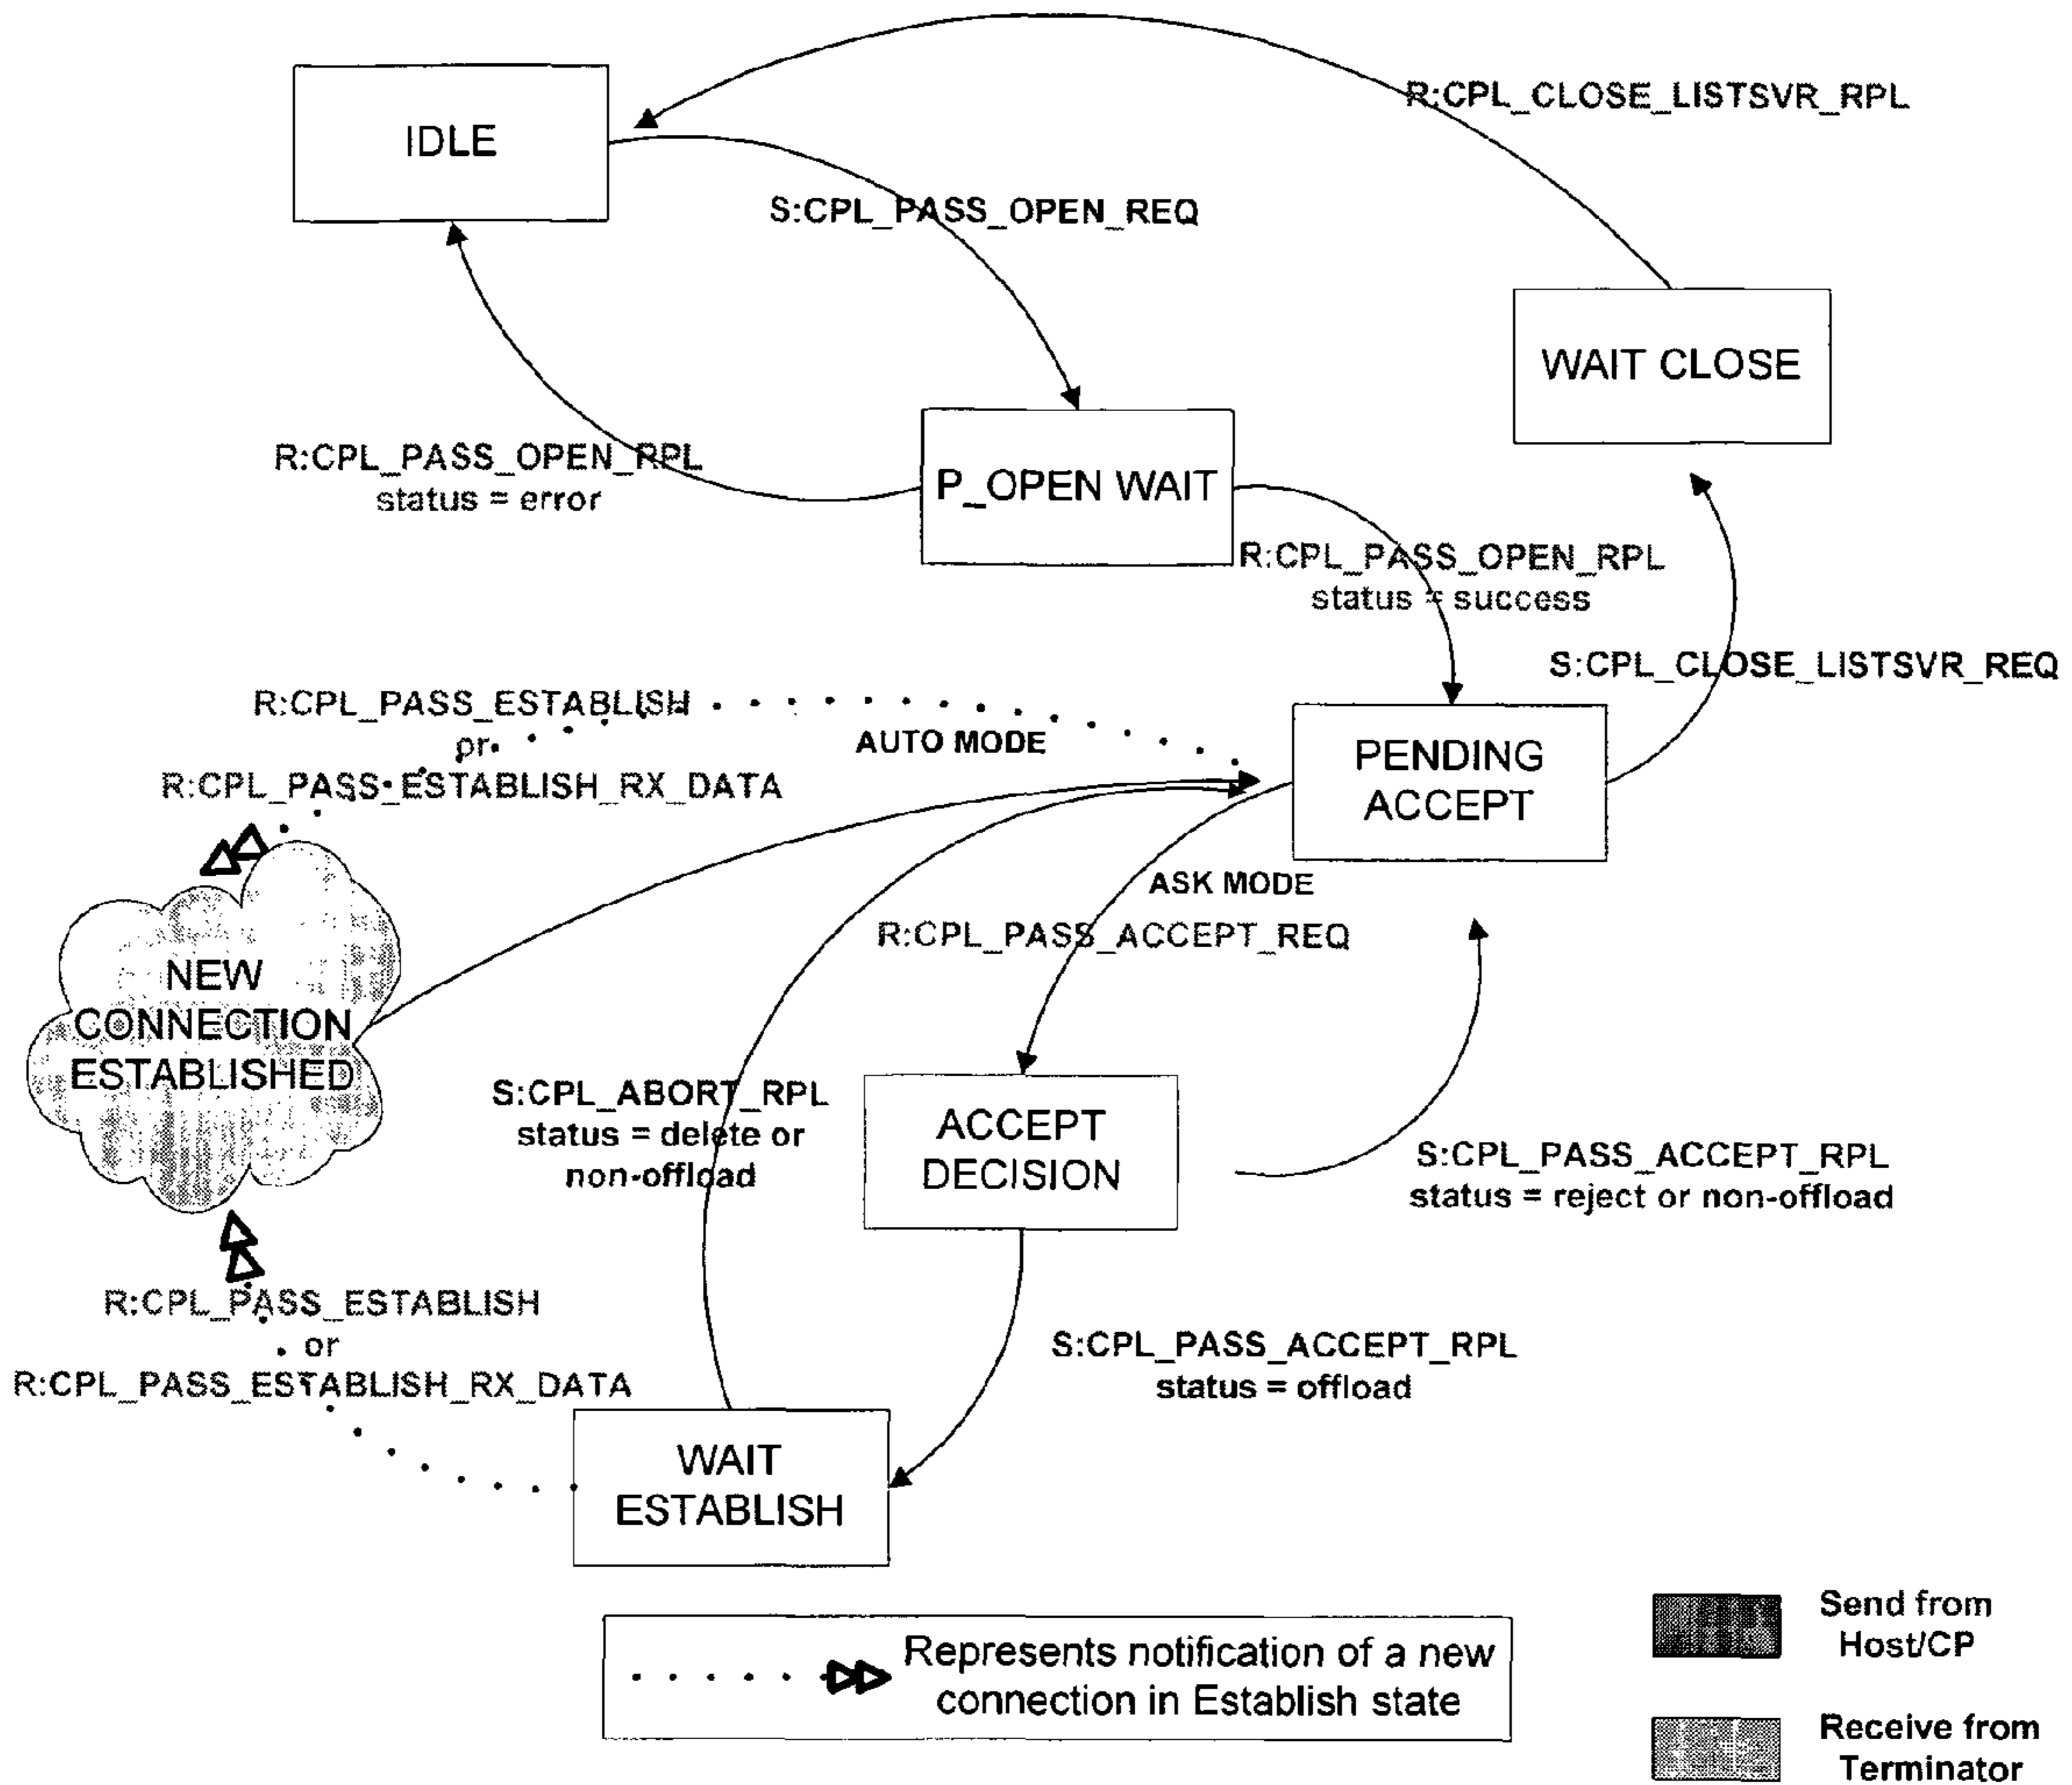 R:CPL_CLOSE_LISTSVR_RPL
IDLE
S:CPL_PASS_OPEN_REQ
WAIT CLOSE
R:CPL_PASS_OPEN_RPL
status = error
P_OPEN WAIT
R:CPL_PASS_OPEN_RPL
status = success
S:CPL_CLOSE_LISTSVR_REQ
R:CPL_PASS_ESTABLISH
or
R:CPL_PASS_ESTABLISH_RX_DATA
AUTO MODE
PENDING
ACCEPT
ASK MODE
R:CPL_PASS_ACCEPT_REQ
NEW
CONNECTION
ESTABLISHED
S:CPL_ABORT_RPL
status = delete or
non-offload
ACCEPT
DECISION
S:CPL_PASS_ACCEPT_RPL
status = reject or non-offload
R:CPL_PASS_ESTABLISH
or
R:CPL_PASS_ESTABLISH_RX_DATA
S:CPL_PASS_ACCEPT_RPL
status = offload
WAIT
ESTABLISH
Represents notification of a new
connection in Establish state
Send from
Host/CP
Receive from
Terminator